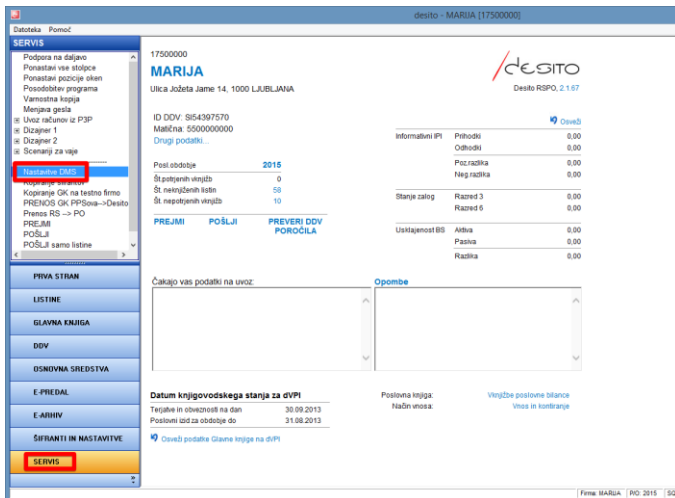 desito - MARIJA [17500000]
Datoteka Pomoč
SERVIS
Podpora na daljavo
Ponastavi vse stolpce
Ponastavi pozicije oken
Posodobitev programa
Varnostna kopija
Menjava gesla
Uvoz računov iz P3P
Dizajner 1
Dizajner 2
Scenariji za vaje
Nastavitve DMS
Kopiranje šifrantov
Kopiranje GK na testno firmo
PRENOS GK PPSova-->Desito
Prenos RS --> PO
PREJMI
POŠLJI
POŠLJI samo listine
PRVA STRAN
LISTINE
GLAVNA KNJIGA
DDV
OSNOVNA SREDSTVA
E-PREDAL
E-ARHIV
ŠIFRANTI IN NASTAVITVE
SERVIS
17500000
MARIJA
Ulica Jožeta Jame 14, 1000 LJUBLJANA
ID DDV: SI54397570
Matična: 5500000000
Drugi podatki...
Posl.obdobje 2015
Št.potrjenih vknjižb 0
Št. neknjiženih listin 58
Št. nepotrjenih vknjižb 10
PREJMI POŠLJI PREVERI DDV POROČILA
desito
Desito RSPO, 2.1.67
Osveži
Informativni IPI Prihodki 0,00
Odhodki 0,00
Poz.razlika 0,00
Neg.razlika 0,00
Stanje zalog Razred 3 0,00
Razred 6 0,00
Usklajenost BS Aktiva 0,00
Pasiva 0,00
Razlika 0,00
Čakajo vas podatki na uvoz:
Opombe
Datum knjigovodskega stanja za dVPI
Terjatve in obveznosti na dan 30.09.2013
Poslovni izid za obdobje do 31.08.2013
Osveži podatke Glavne knjige na dVPI
Poslovna knjiga: Vknjižbe poslovne bilance
Način vnosa: Vnos in kontiranje
Firma: MARIJA P/O: 2015 SQ